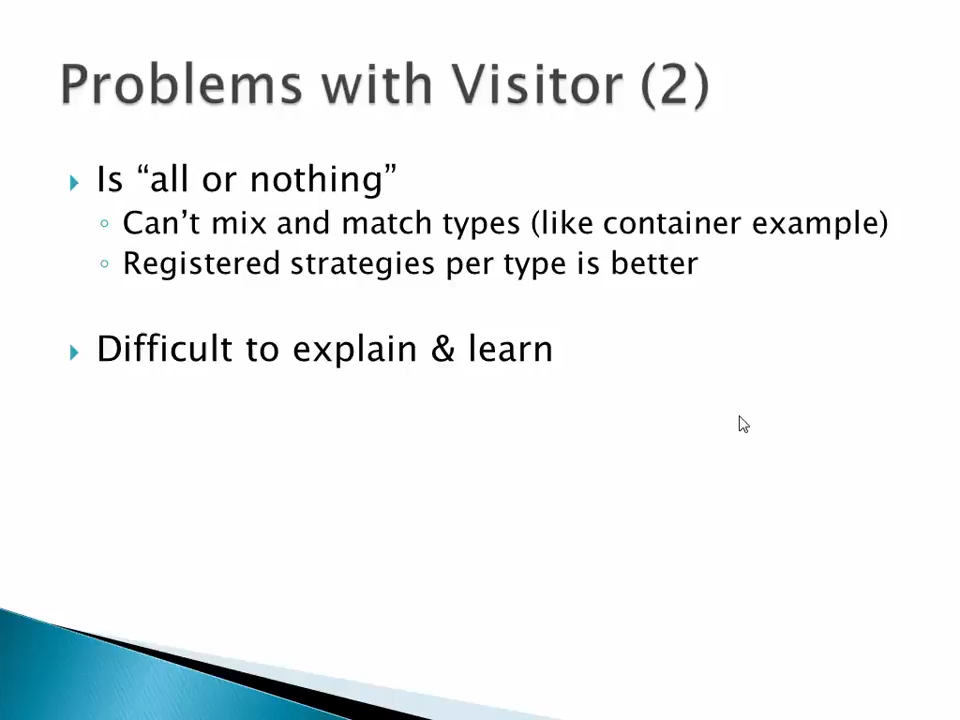 Problems with Visitor (2)
Is “all or nothing”
Can’t mix and match types (like container example)
Registered strategies per type is better
Difficult to explain & learn